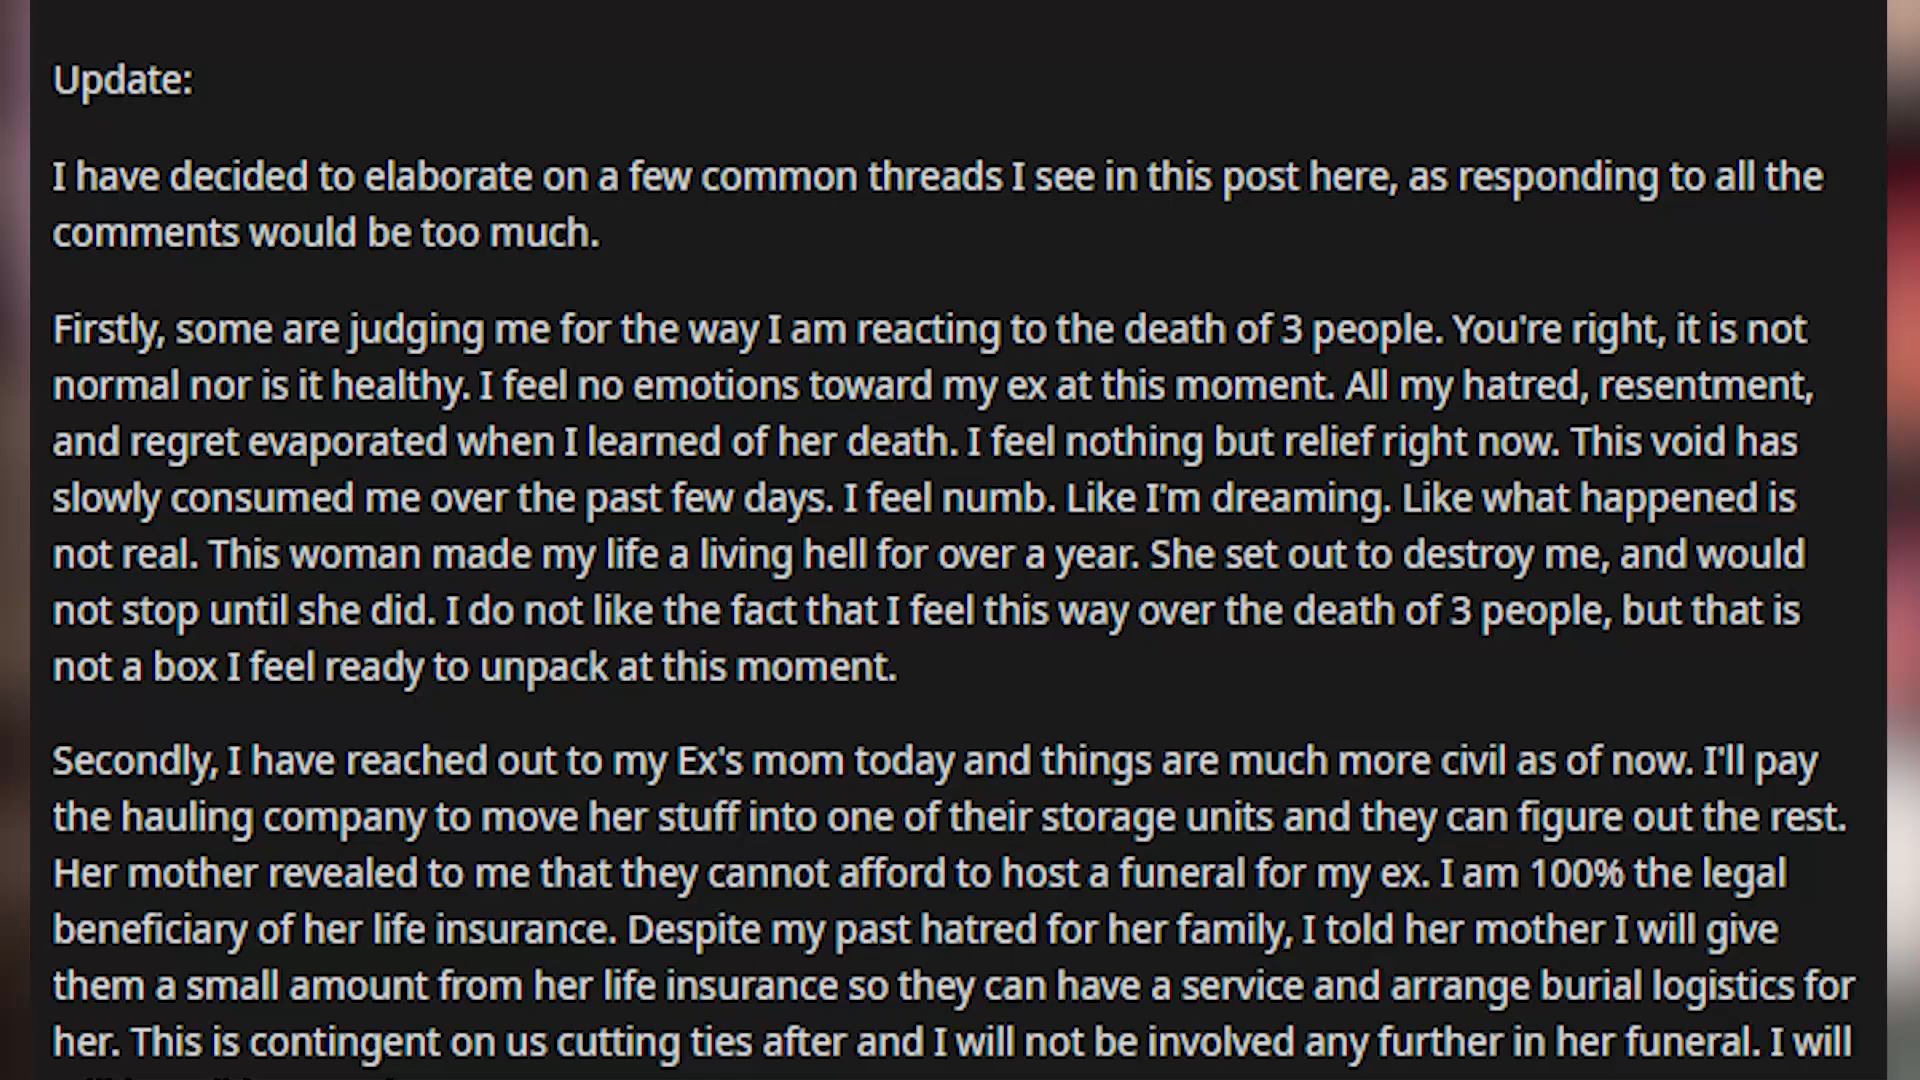 Update:
I have decided to elaborate on a few common threads I see in this post here, as responding to all the
comments would be too much.
Firstly, some are judging me for the way I am reacting to the death of 3 people. You're right, it is not
normal nor is it healthy. I feel no emotions toward my ex at this moment. All my hatred, resentment,
and regret evaporated when I learned of her death. I feel nothing but relief right now. This void has
slowly consumed me over the past few days. I feel numb. Like I'm dreaming. Like what happened is
not real. This woman made my life a living hell for over a year. She set out to destroy me, and would
not stop until she did. I do not like the fact that I feel this way over the death of 3 people, but that is
not a box I feel ready to unpack at this moment.
Secondly, I have reached out to my Ex's mom today and things are much more civil as of now. I'll pay
the hauling company to move her stuff into one of their storage units and they can figure out the rest.
Her mother revealed to me that they cannot afford to host a funeral for my ex. I am 100% the legal
beneficiary of her life insurance. Despite my past hatred for her family, I told her mother I will give
them a small amount from her life insurance so they can have a service and arrange burial logistics for
her. This is contingent on us cutting ties after and I will not be involved any further in her funeral. I will